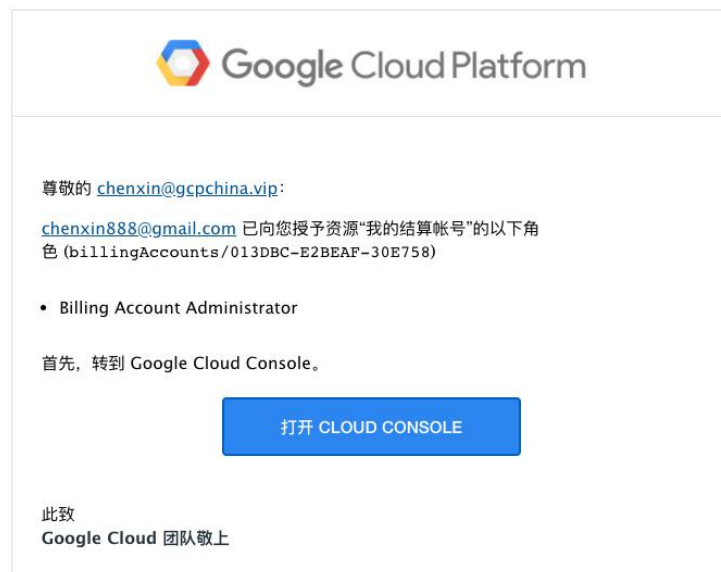 Google Cloud Platform
尊敬的 chenxin@gcpchina.vip：
chenxin888@gmail.com 已向您授予资源“我的结算帐号”的以下角
色 (billingAccounts/013DBC-E2BEAF-30E758)
• Billing Account Administrator
首先，转到 Google Cloud Console。
打开 CLOUD CONSOLE
此致
Google Cloud 团队敬上